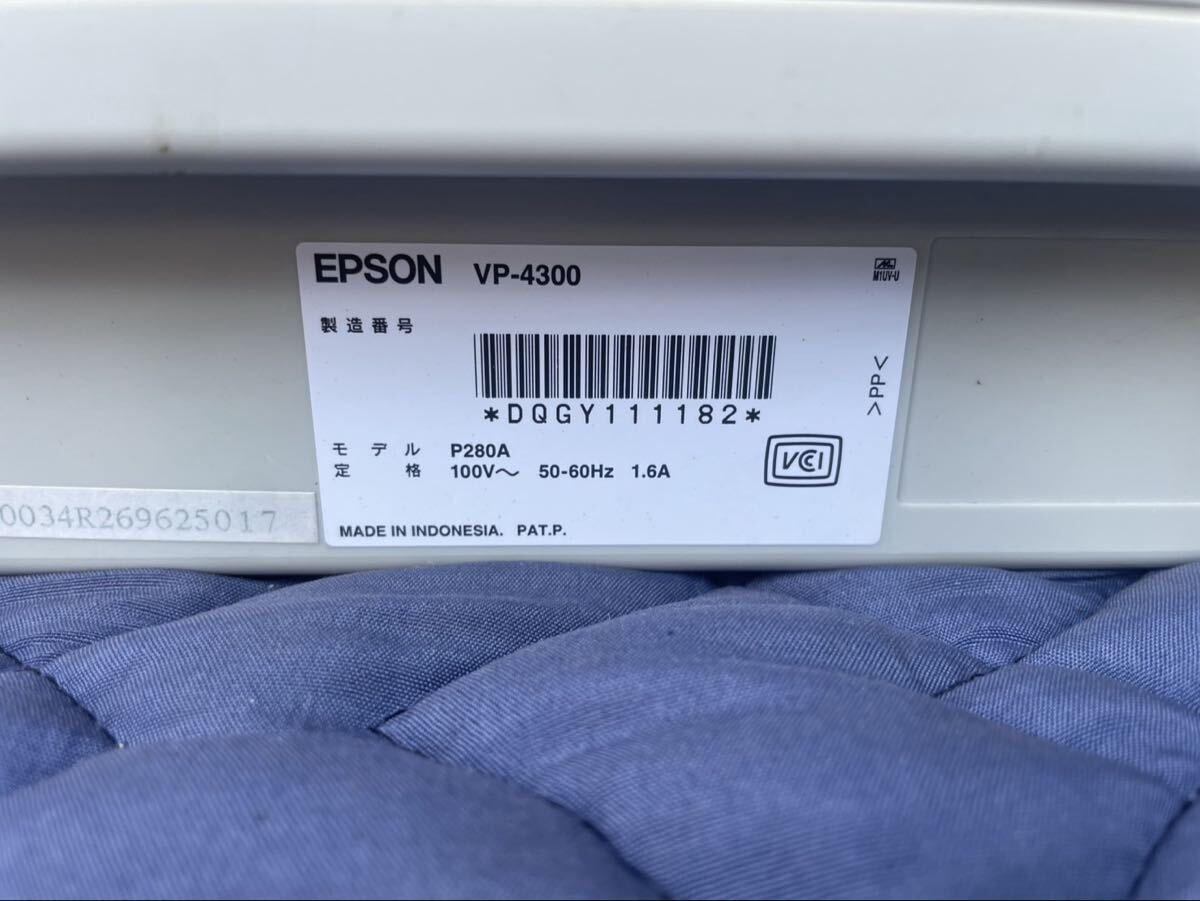 EPSON VP-4300
M1UV-U
製造番号
*DQGY111182*
>PP<
モデル P280A
定格 100V～ 50-60Hz 1.6A
VCI
MADE IN INDONESIA. PAT.P.
0034R269625017